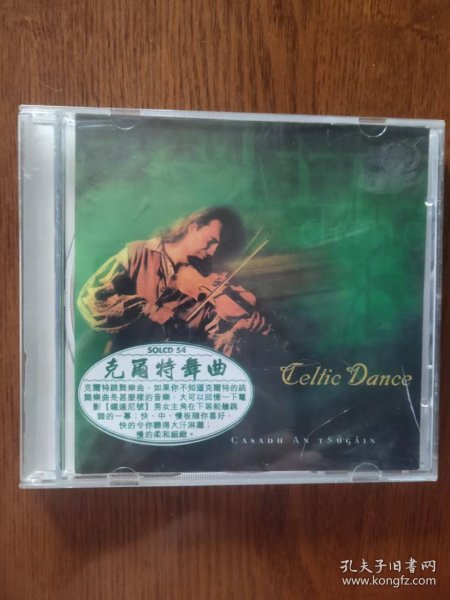 SOLCD 54
克爾特舞曲
克爾特跳舞樂曲，如果你不知道克爾特的跳
舞樂曲是甚麼樣的音樂，大可以回憶一下電
影【鐵達尼號】男女主角在下等船艙跳
舞的一幕；快、中、慢板隨你喜好，
快的令你聽得大汗淋灕，
慢的柔和細緻。
Celtic Dance
CASADH AN TSÚGÁIN
孔夫子旧书网
www.kongfz.com